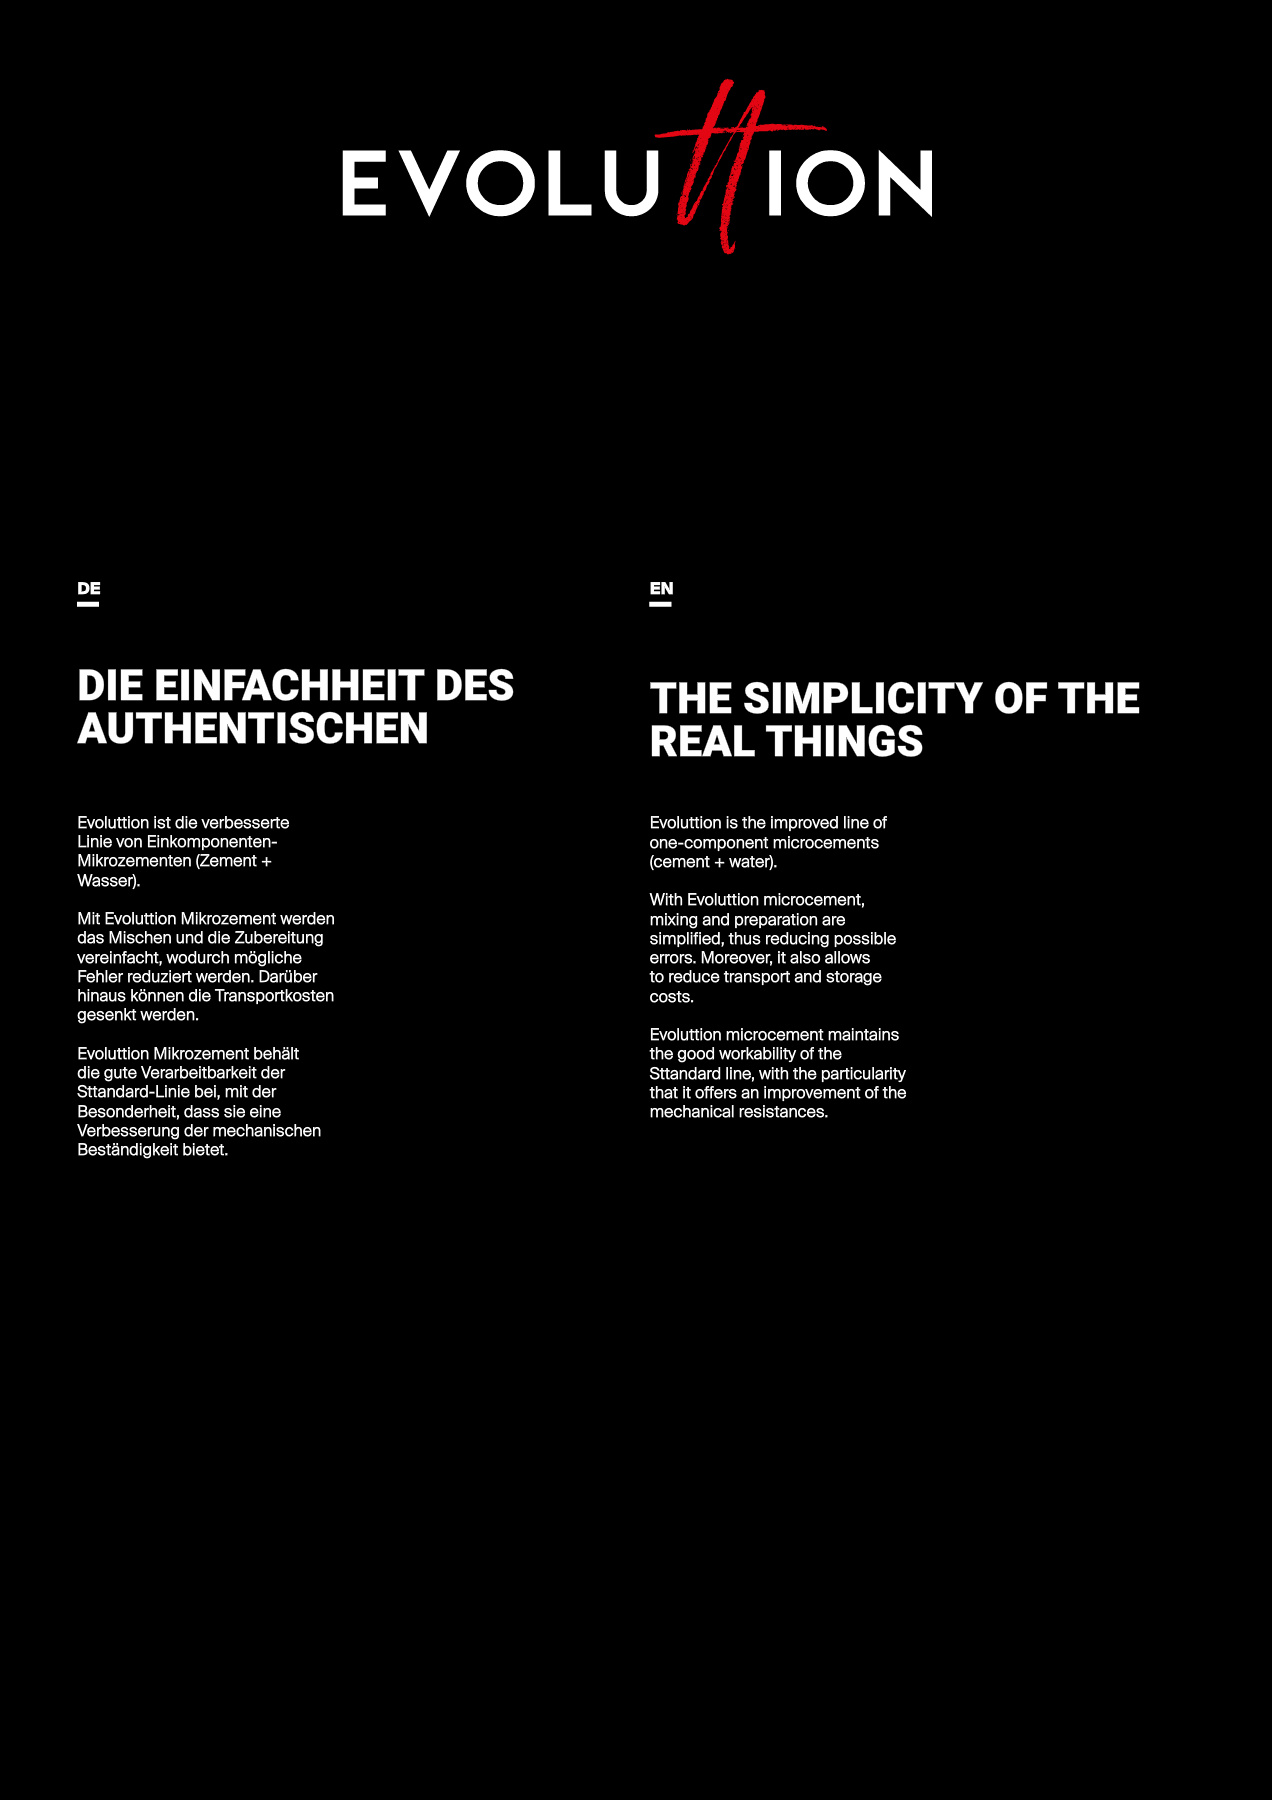 EVOLUTTION
DE
DIE EINFACHHEIT DES
AUTHENTISCHEN
Evoluttion ist die verbesserte
Linie von Einkomponenten-
Mikrozementen (Zement +
Wasser).
Mit Evoluttion Mikrozement werden
das Mischen und die Zubereitung
vereinfacht, wodurch mögliche
Fehler reduziert werden. Darüber
hinaus können die Transportkosten
gesenkt werden.
Evoluttion Mikrozement behält
die gute Verarbeitbarkeit der
Sttandard-Linie bei, mit der
Besonderheit, dass sie eine
Verbesserung der mechanischen
Beständigkeit bietet.
EN
THE SIMPLICITY OF THE
REAL THINGS
Evoluttion is the improved line of
one-component microcements
(cement + water).
With Evoluttion microcement,
mixing and preparation are
simplified, thus reducing possible
errors. Moreover, it also allows
to reduce transport and storage
costs.
Evoluttion microcement maintains
the good workability of the
Sttandard line, with the particularity
that it offers an improvement of the
mechanical resistances.